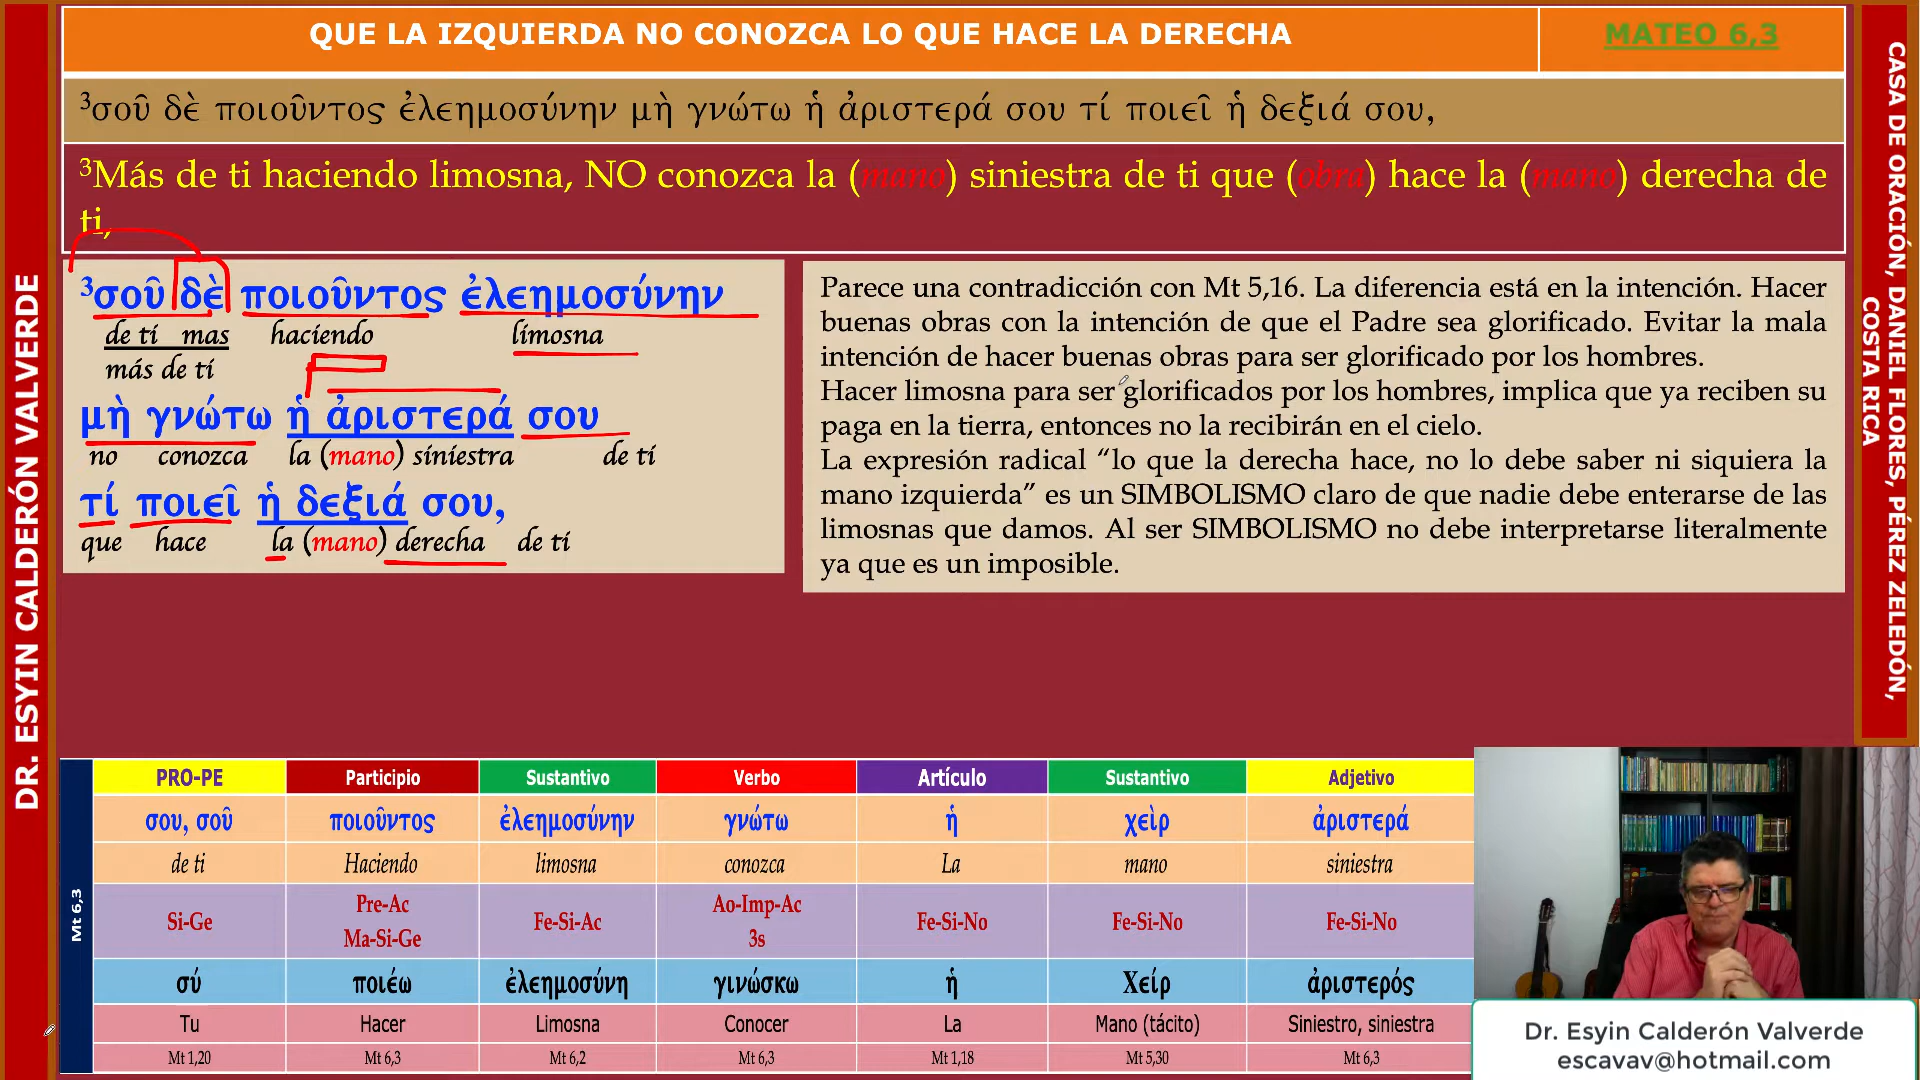 QUE LA IZQUIERDA NO CONOZCA LO QUE HACE LA DERECHA
MATEO 6,3
³σοῦ δὲ ποιοῦντος ἐλεημοσύνην μὴ γνώτω ἡ ἀριστερά σου τί ποιεῖ ἡ δεξιά σου,
³Más de ti haciendo limosna, NO conozca la (mano) siniestra de ti que (obra) hace la (mano) derecha de
ti,
³σοῦ δὲ ποιοῦντος ἐλεημοσύνην
de tí mas haciendo limosna
más de tí
μὴ γνώτω ἡ ἀριστερά σου
no conozca la (mano) siniestra de tí
τί ποιεῖ ἡ δεξιά σου,
que hace la (mano) derecha de tí
Parece una contradicción con Mt 5,16. La diferencia está en la intención. Hacer
buenas obras con la intención de que el Padre sea glorificado. Evitar la mala
intención de hacer buenas obras para ser glorificado por los hombres.
Hacer limosna para ser glorificados por los hombres, implica que ya reciben su
paga en la tierra, entonces no la recibirán en el cielo.
La expresión radical “lo que la derecha hace, no lo debe saber ni siquiera la
mano izquierda” es un SIMBOLISMO claro de que nadie debe enterarse de las
limosnas que damos. Al ser SIMBOLISMO no debe interpretarse literalmente
ya que es un imposible.
DR. ESYIN CALDERÓN VALVERDE
CASA DE ORACIÓN, DANIEL FLORES, PÉREZ ZELEDÓN,
COSTA RICA
Mt 6,3
PRO-PE Participio Sustantivo Verbo Artículo Sustantivo Adjetivo
σου, σοῦ ποιοῦντος ἐλεημοσύνην γνώτω ἡ χεὶρ ἀριστερά
de ti Haciendo limosna conozca La mano siniestra
Si-Ge Pre-Ac Ma-Si-Ge Fe-Si-Ac Ao-Imp-Ac 3s Fe-Si-No Fe-Si-No Fe-Si-No
σύ ποιέω ἐλεημοσύνη γινώσκω ἡ Χείρ ἀριστερός
Tu Hacer Limosna Conocer La Mano (tácito) Siniestro, siniestra
Mt 1,20 Mt 6,3 Mt 6,2 Mt 6,3 Mt 1,18 Mt 5,30 Mt 6,3
Dr. Esyin Calderón Valverde
escavav@hotmail.com